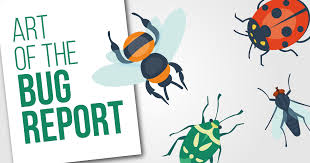 ART
OF THE
BUG
REPORT